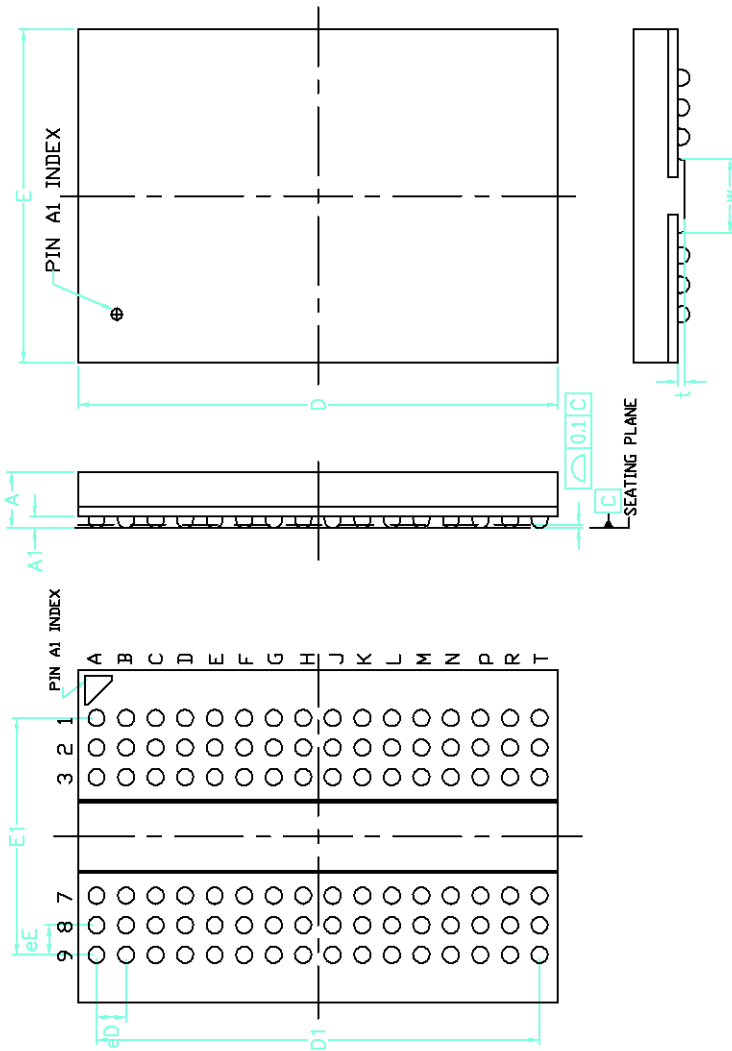 E
PIN A1 INDEX
D
w
t
A
A1
⌓ 0.1 C
C
SEATING PLANE
PIN A1 INDEX
A B C D E F G H J K L M N P R T
1
2
3
7
8
9
E1
eE
eD1
D1